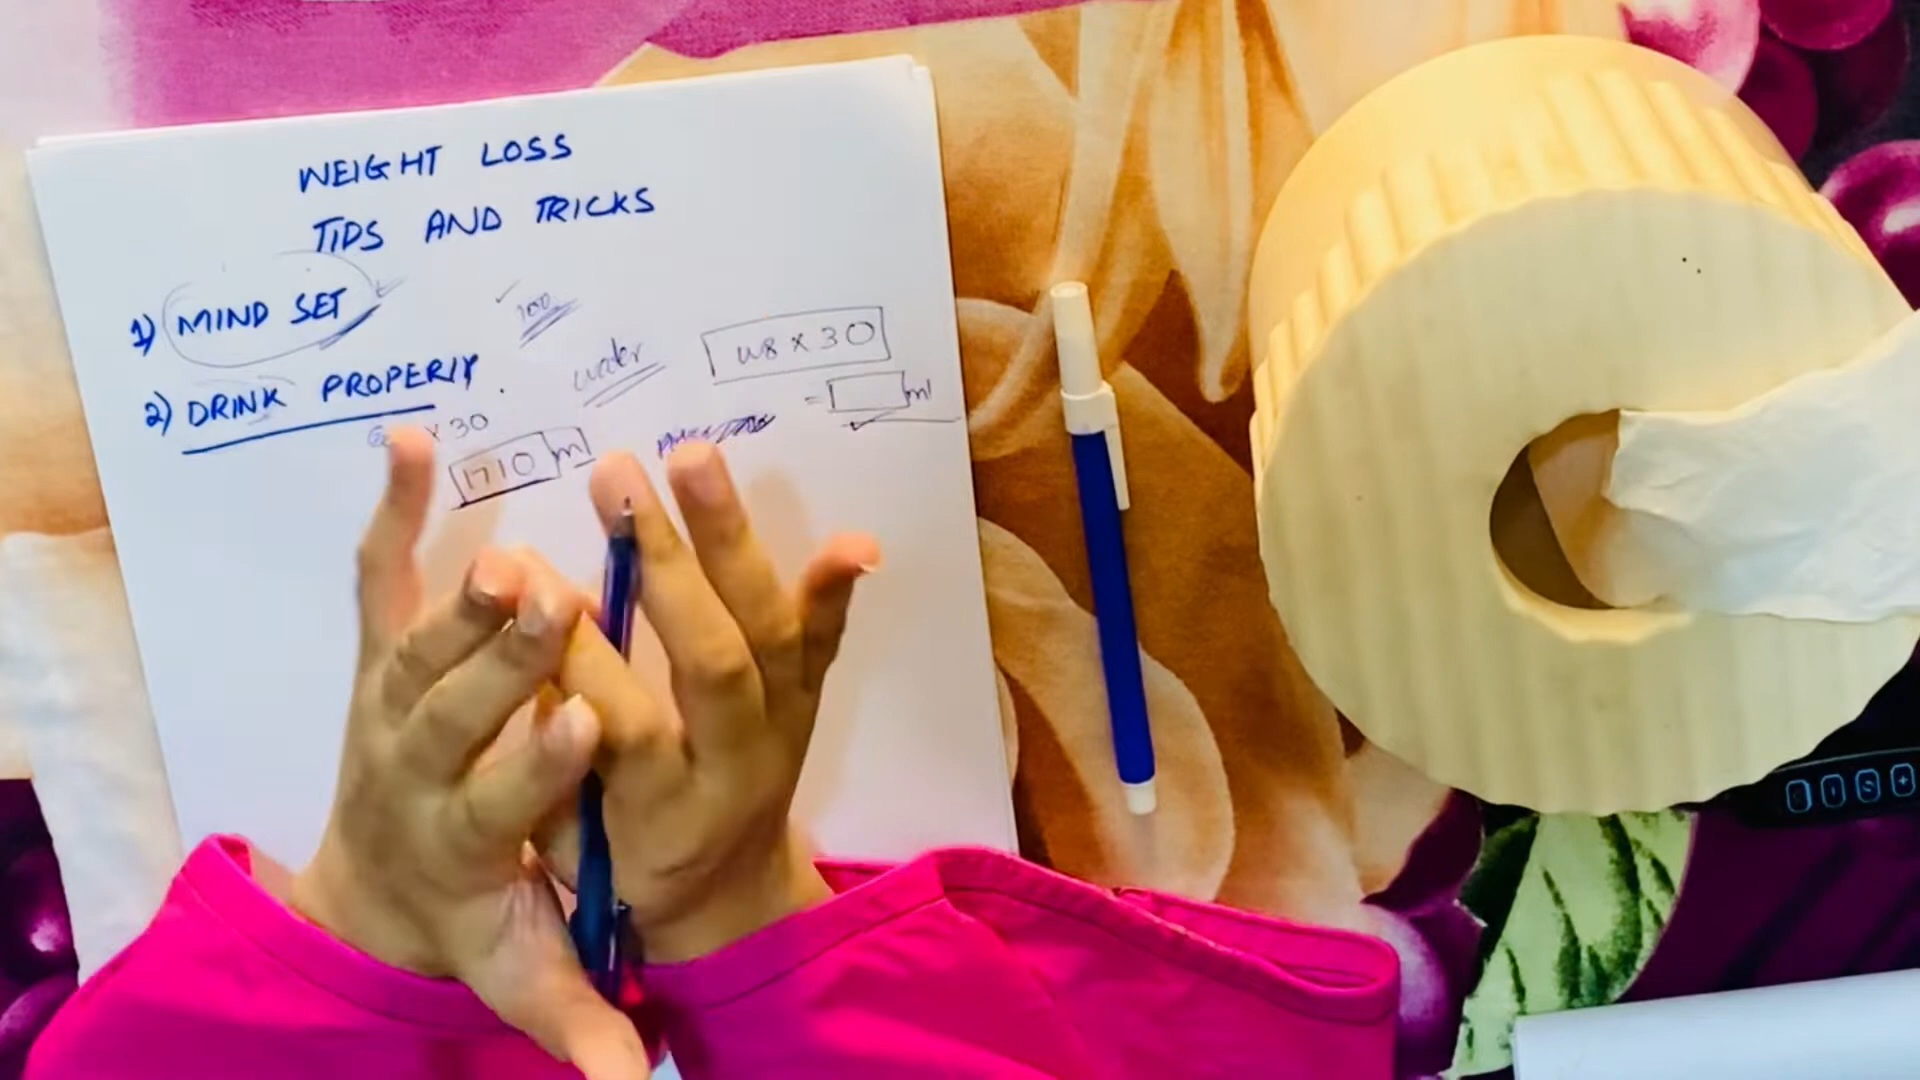 WEIGHT LOSS
TIPS AND TRICKS
1) MIND SET
100
2) DRINK PROPERLY.
water
x 30
1710 ml
W8 x 30
= ml